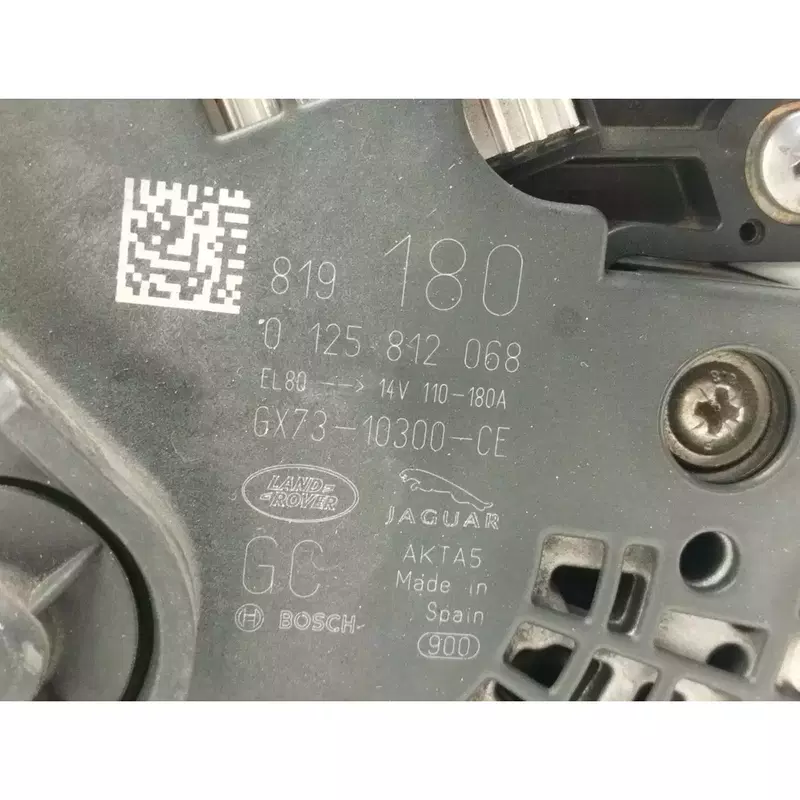 819 180
0 125 812 068
EL80 --> 14V 110-180A
GX73-10300-CE
LAND
ROVER
JAGUAR
GC
AKTA5
Made in
Spain
BOSCH
900